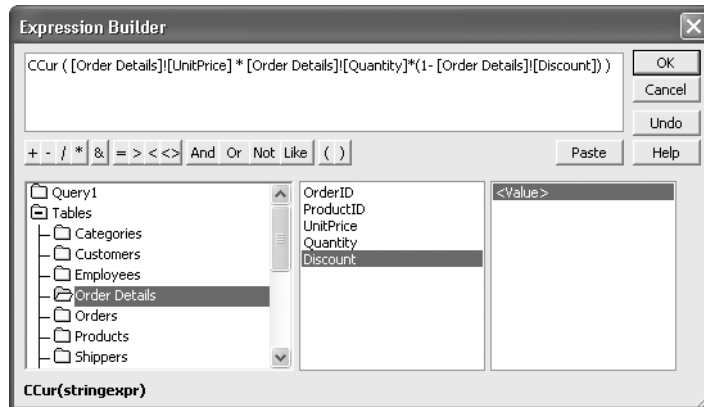 Expression Builder
CCur ( [Order Details]![UnitPrice] * [Order Details]![Quantity]*(1- [Order Details]![Discount]) )
OK
Cancel
Undo
+ - / * & = > < <> And Or Not Like ( )
Paste
Help
Query1
Tables
Categories
Customers
Employees
Order Details
Orders
Products
Shippers
OrderID
ProductID
UnitPrice
Quantity
Discount
<Value>
CCur(stringexpr)